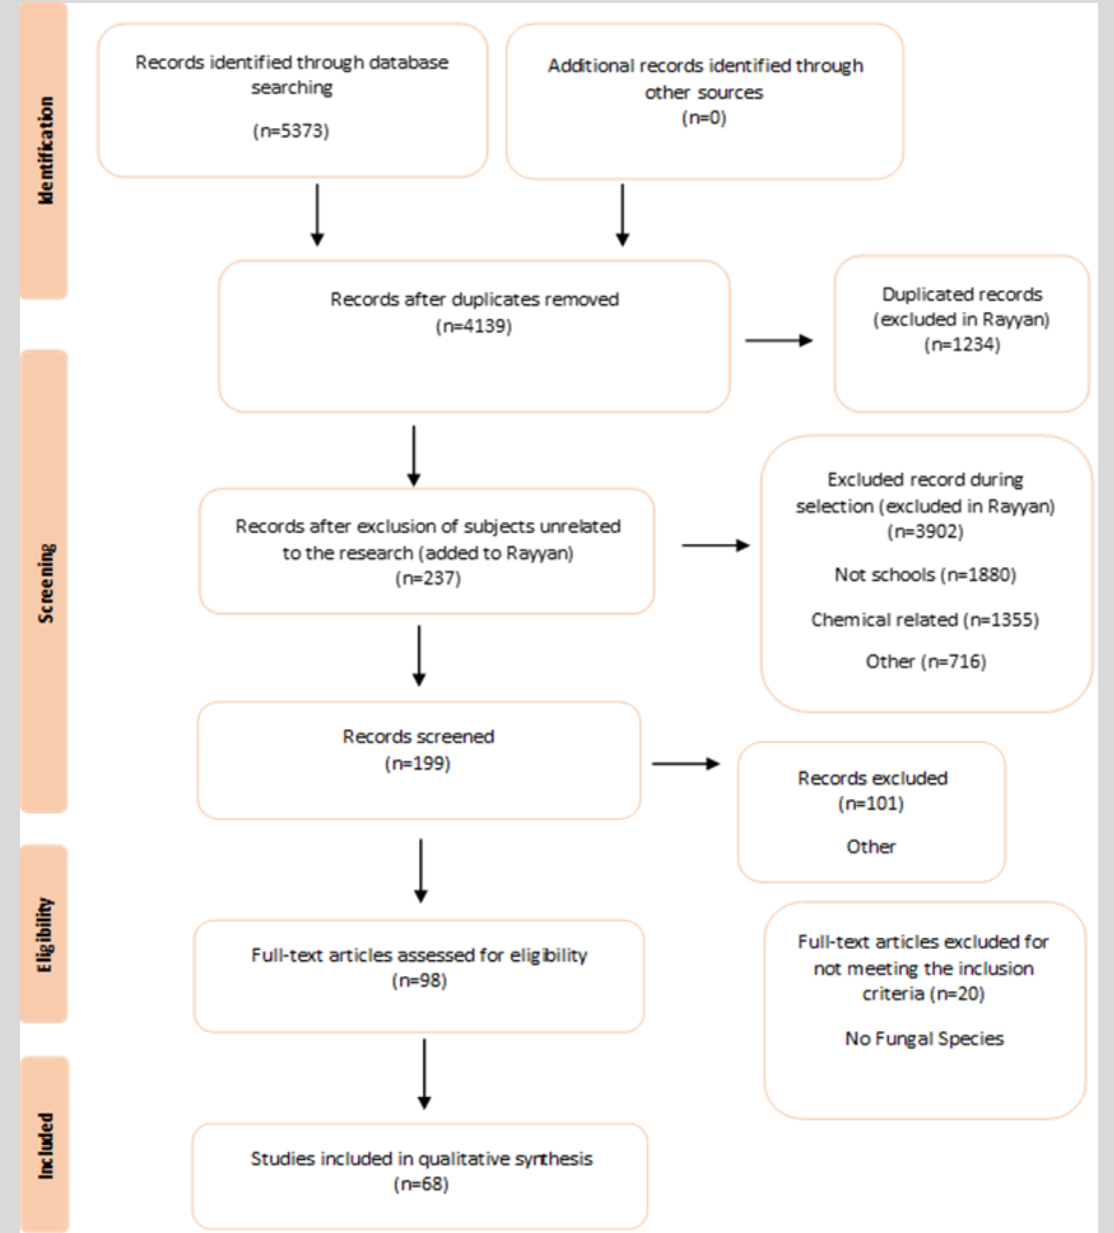 Identification
Records identified through database
searching
(n=5373)
Additional records identified through
other sources
(n=0)
Records after duplicates removed
(n=4139)
Duplicated records
(excluded in Rayyan)
(n=1234)
Screening
Records after exclusion of subjects unrelated
to the research (added to Rayyan)
(n=237)
Excluded record during
selection (excluded in Rayyan)
(n=3902)
Not schools (n=1880)
Chemical related (n=1355)
Other (n=716)
Records screened
(n=199)
Records excluded
(n=101)
Other
Eligibility
Full-text articles assessed for eligibility
(n=98)
Full-text articles excluded for
not meeting the inclusion
criteria (n=20)
No Fungal Species
Included
Studies included in qualitative synthesis
(n=68)